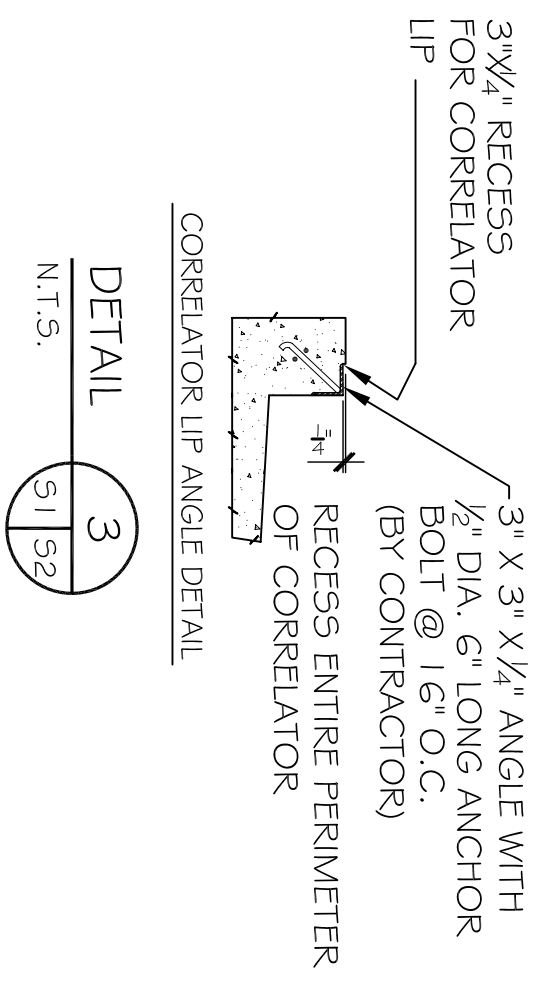 3"X1/4" RECESS
FOR CORRELATOR
LIP
3" X 3" X 1/4" ANGLE WITH
1/2" DIA. 6" LONG ANCHOR
BOLT @ 16" O.C.
(BY CONTRACTOR)
1/4"
RECESS ENTIRE PERIMETER
OF CORRELATOR
CORRELATOR LIP ANGLE DETAIL
DETAIL
N.T.S.
3
S1 S2